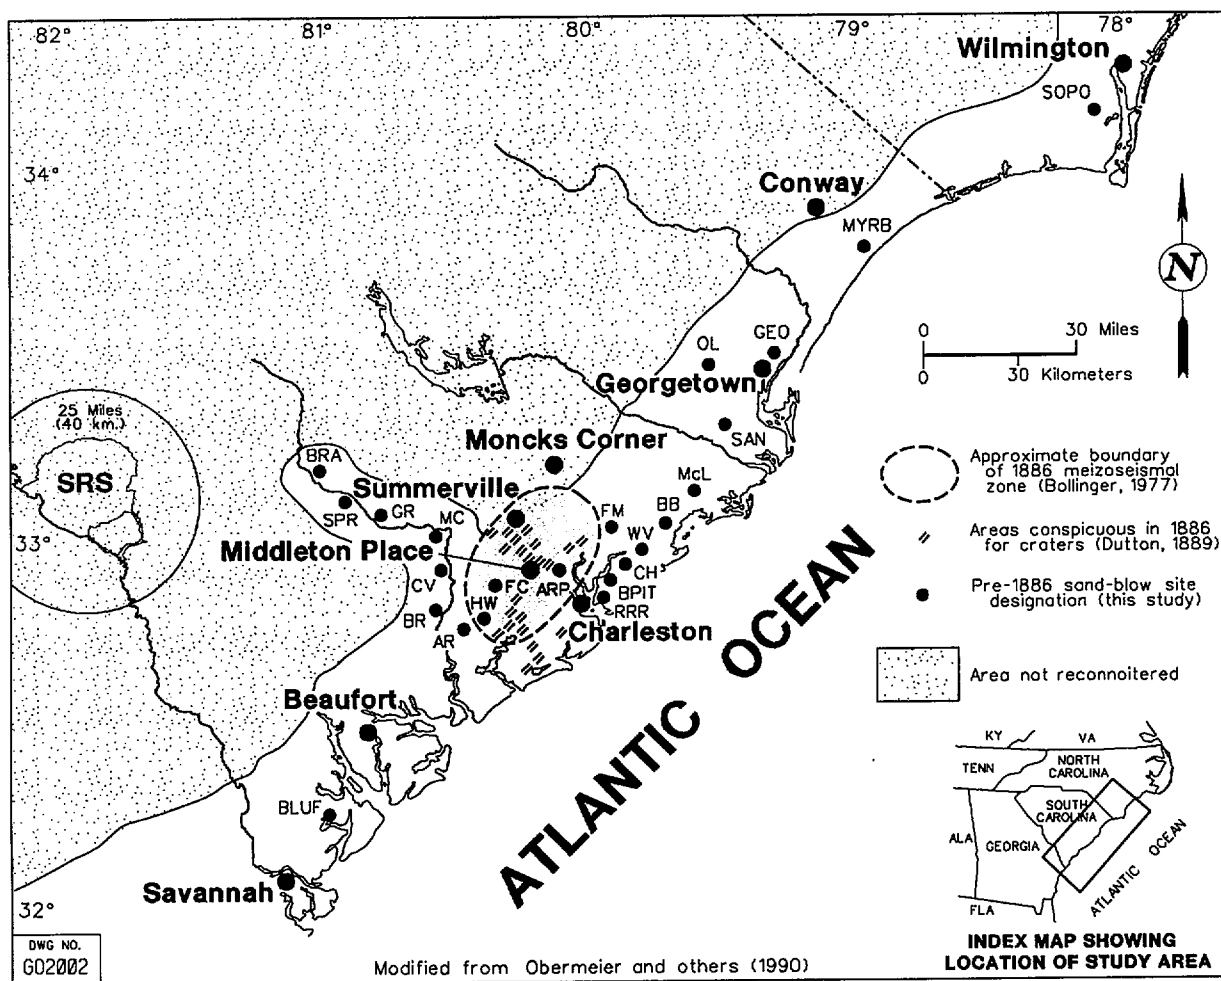 82°
81°
80°
79°
78°
Wilmington
SOPO
34°
Conway
MYRB
N
0 30 Miles
0 30 Kilometers
OL
GEO
Georgetown
25 Miles
(40 km.)
SRS
Moncks Corner
SAN
BRA
Summerville
McL
SPR
GR
MC
FM
BB
WV
33°
Middleton Place
CH
CV
FC
ARP
BPIT
BR
HW
RRR
AR
Charleston
Beaufort
BLUF
Savannah
32°
ATLANTIC OCEAN
Approximate boundary
of 1886 meizoseismal
zone (Bollinger, 1977)
Areas conspicuous in 1886
for craters (Dutton, 1889)
Pre-1886 sand-blow site
designation (this study)
Area not reconnoitered
KY
VA
TENN
NORTH
CAROLINA
SOUTH
CAROLINA
ALA
GEORGIA
FLA
ATLANTIC OCEAN
INDEX MAP SHOWING
LOCATION OF STUDY AREA
DWG NO.
G02002
Modified from Obermeier and others (1990)